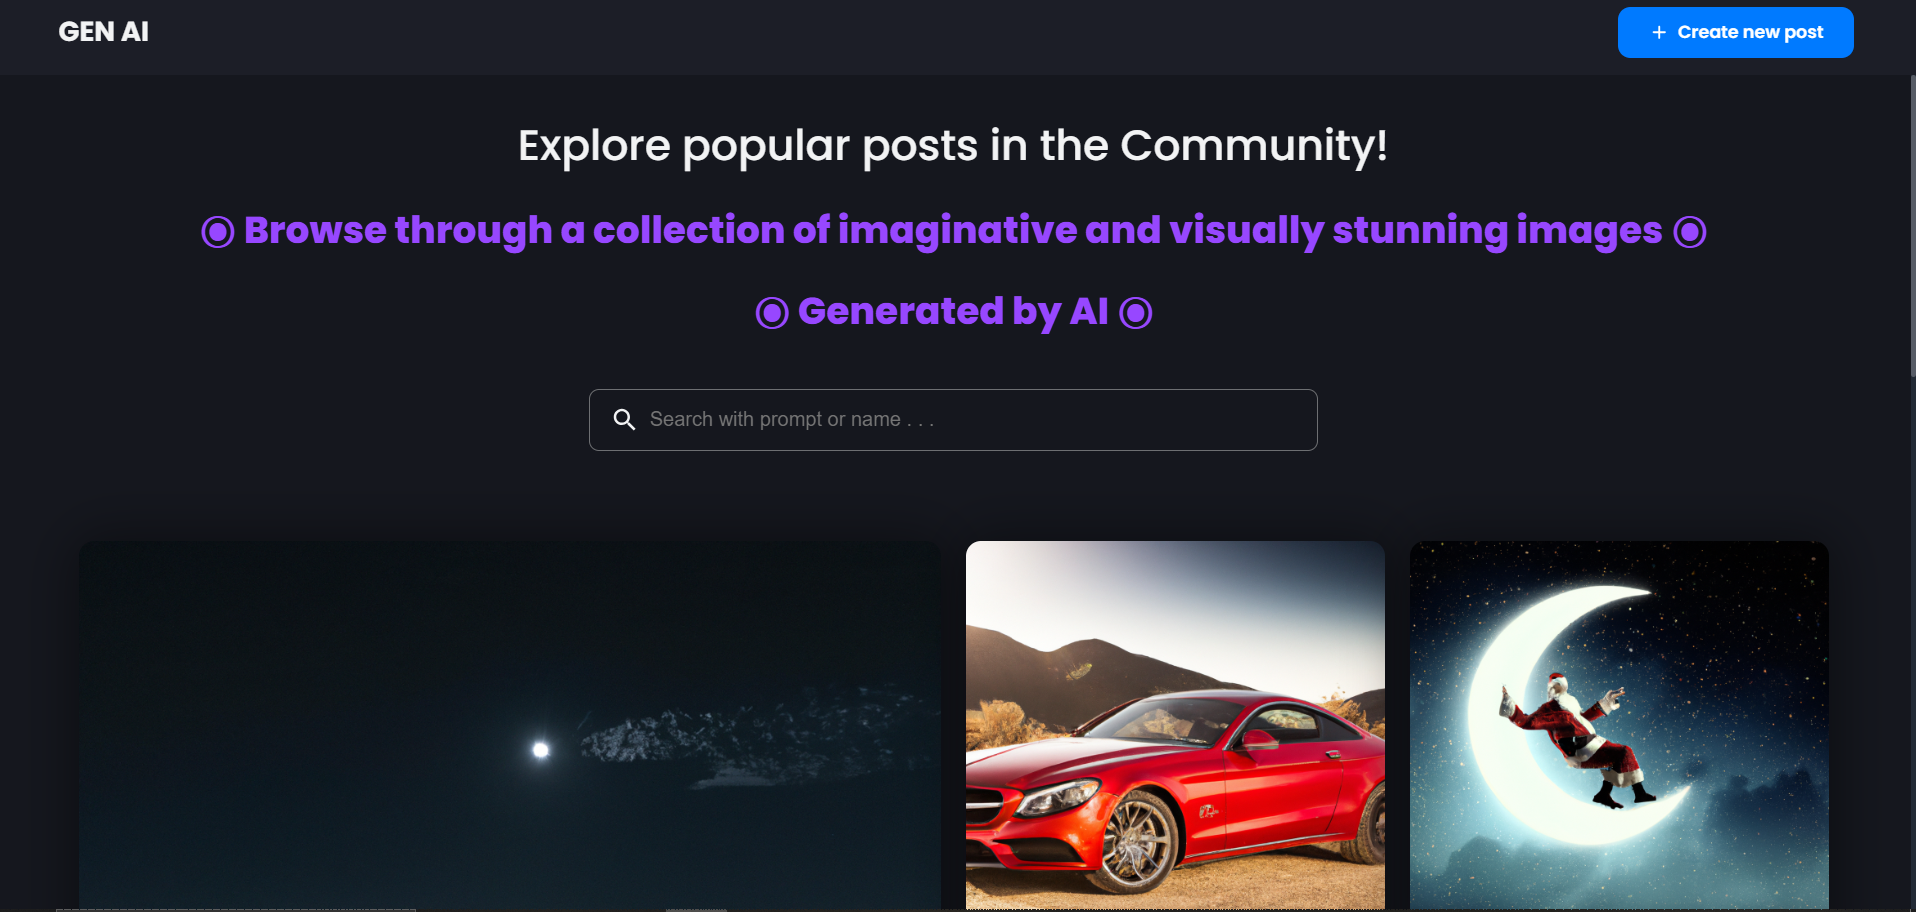 GEN AI
+ Create new post
Explore popular posts in the Community!
◉ Browse through a collection of imaginative and visually stunning images ◉
◉ Generated by AI ◉
Search with prompt or name . . .